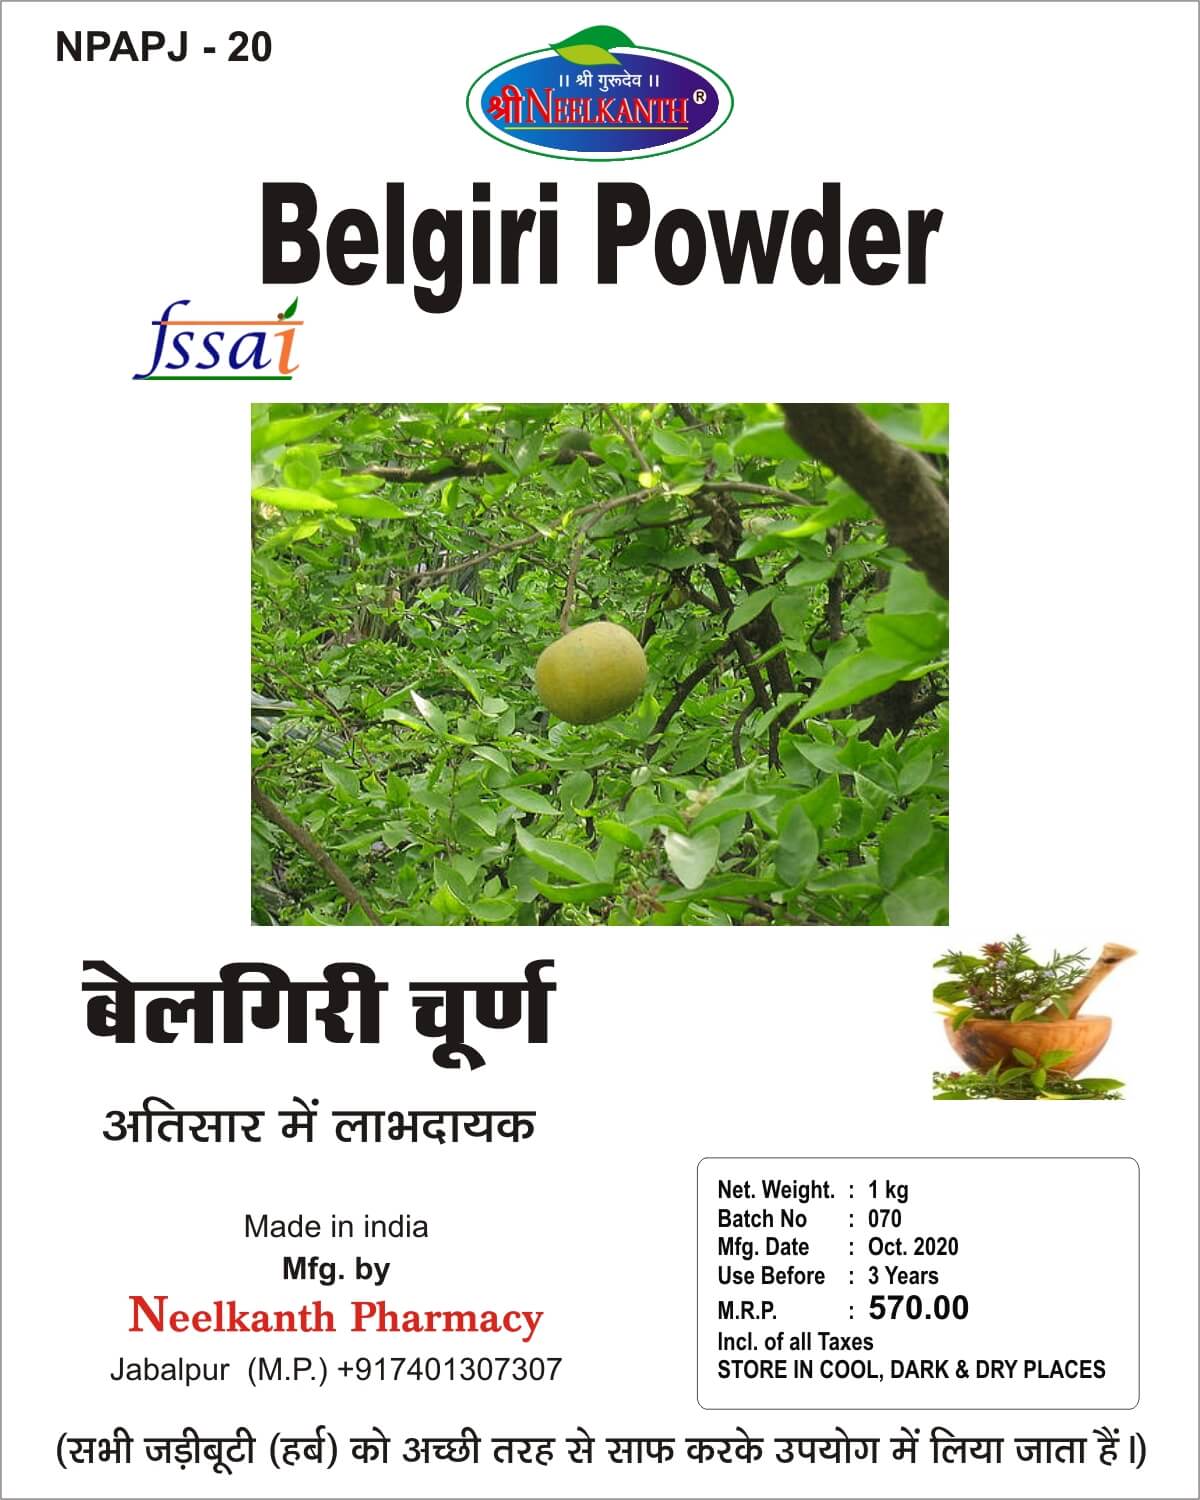 NPAPJ - 20
।। श्री गुरूदेव ।।
श्री NEELKANTH ®
Belgiri Powder
fssai
बेलगिरी चूर्ण
अतिसार में लाभदायक
Made in india
Mfg. by
Neelkanth Pharmacy
Jabalpur (M.P.) +917401307307
Net. Weight. : 1 kg
Batch No : 070
Mfg. Date : Oct. 2020
Use Before : 3 Years
M.R.P. : 570.00
Incl. of all Taxes
STORE IN COOL, DARK & DRY PLACES
(सभी जड़ीबूटी (हर्ब) को अच्छी तरह से साफ करके उपयोग में लिया जाता हैं।)